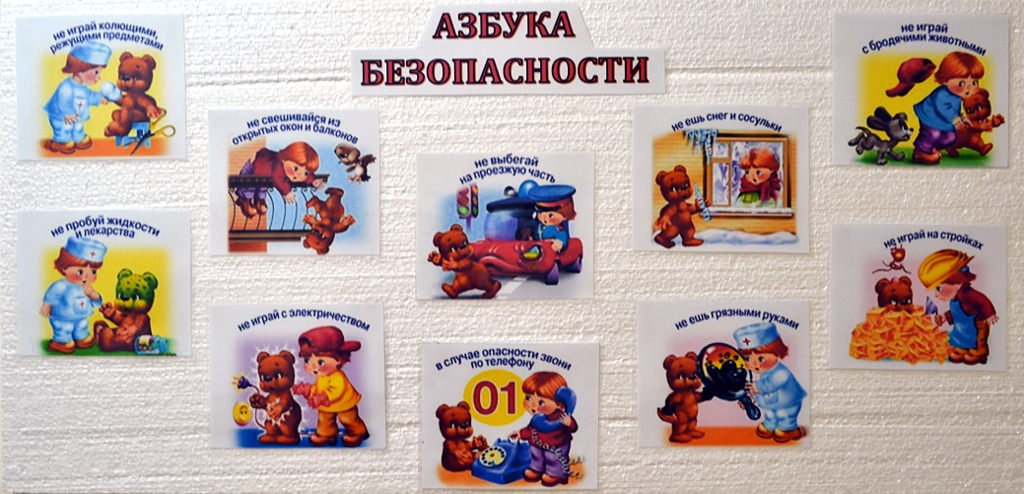 АЗБУКА
БЕЗОПАСНОСТИ
не играй колющими,
режущими предметами
не свешивайся из
открытых окон и балконов
не выбегай
на проезжую часть
не ешь снег и сосульки
не играй
с бродячими животными
не пробуй жидкости
и лекарства
не играй с электричеством
в случае опасности звони
по телефону
01
не ешь грязными руками
не играй на стройках